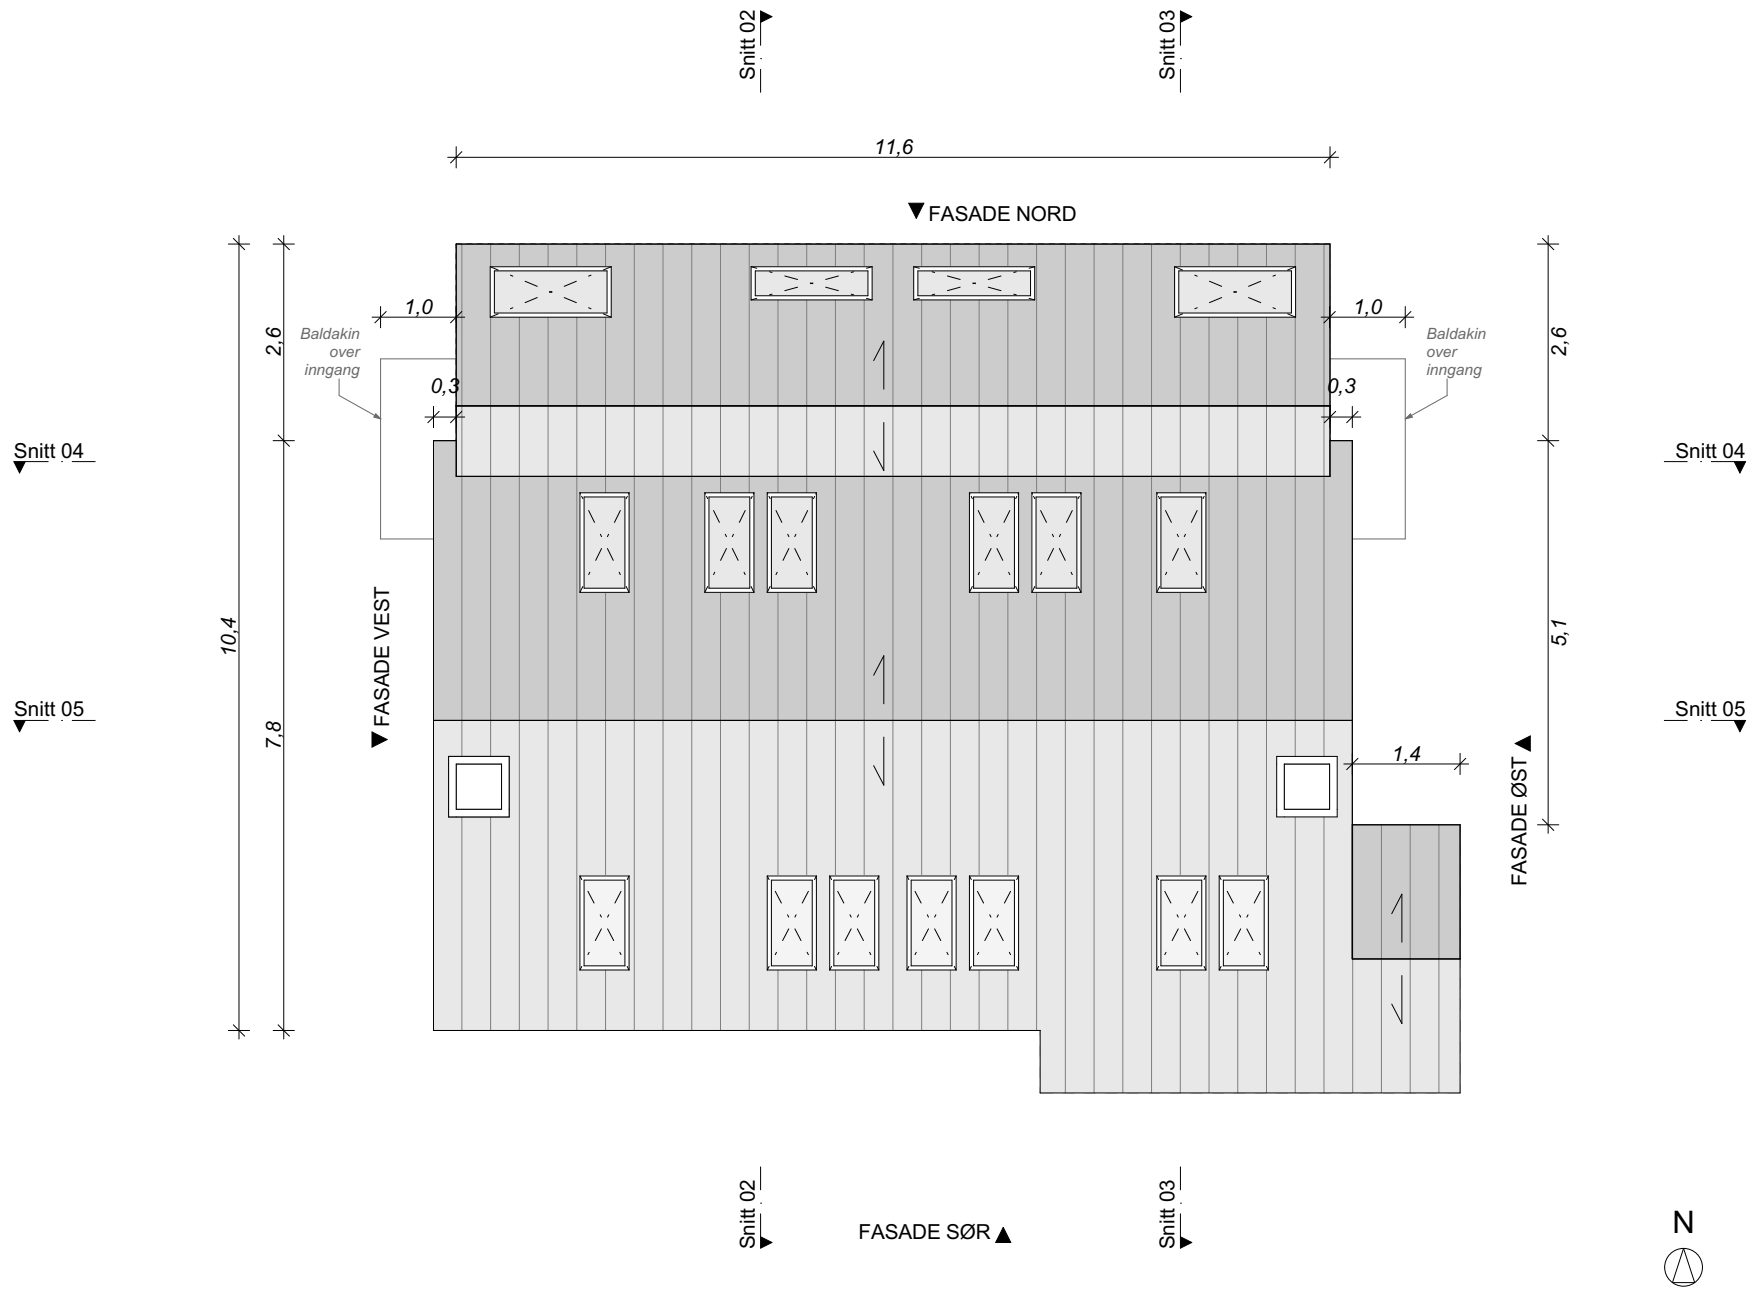 Snitt 02
Snitt 03
11,6
FASADE NORD
1,0
1,0
Baldakin
over
inngang
Baldakin
over
inngang
2,6
2,6
0,3
0,3
Snitt 04
Snitt 04
10,4
5,1
FASADE VEST
Snitt 05
Snitt 05
7,8
1,4
FASADE ØST
Snitt 02
Snitt 03
FASADE SØR
N